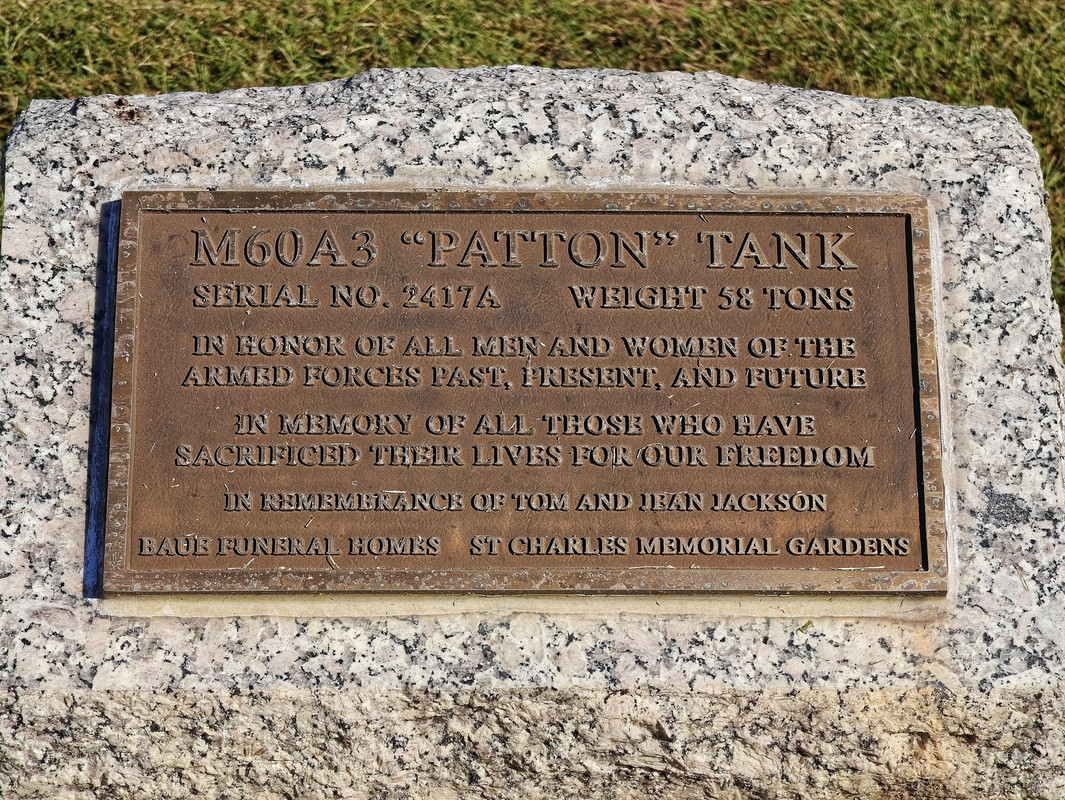 M60A3 “PATTON” TANK
SERIAL NO. 2417A WEIGHT 58 TONS
IN HONOR OF ALL MEN AND WOMEN OF THE
ARMED FORCES PAST, PRESENT, AND FUTURE
IN MEMORY OF ALL THOSE WHO HAVE
SACRIFICED THEIR LIVES FOR OUR FREEDOM
IN REMEMBRANCE OF TOM AND JEAN JACKSON
BAUE FUNERAL HOMES ST CHARLES MEMORIAL GARDENS